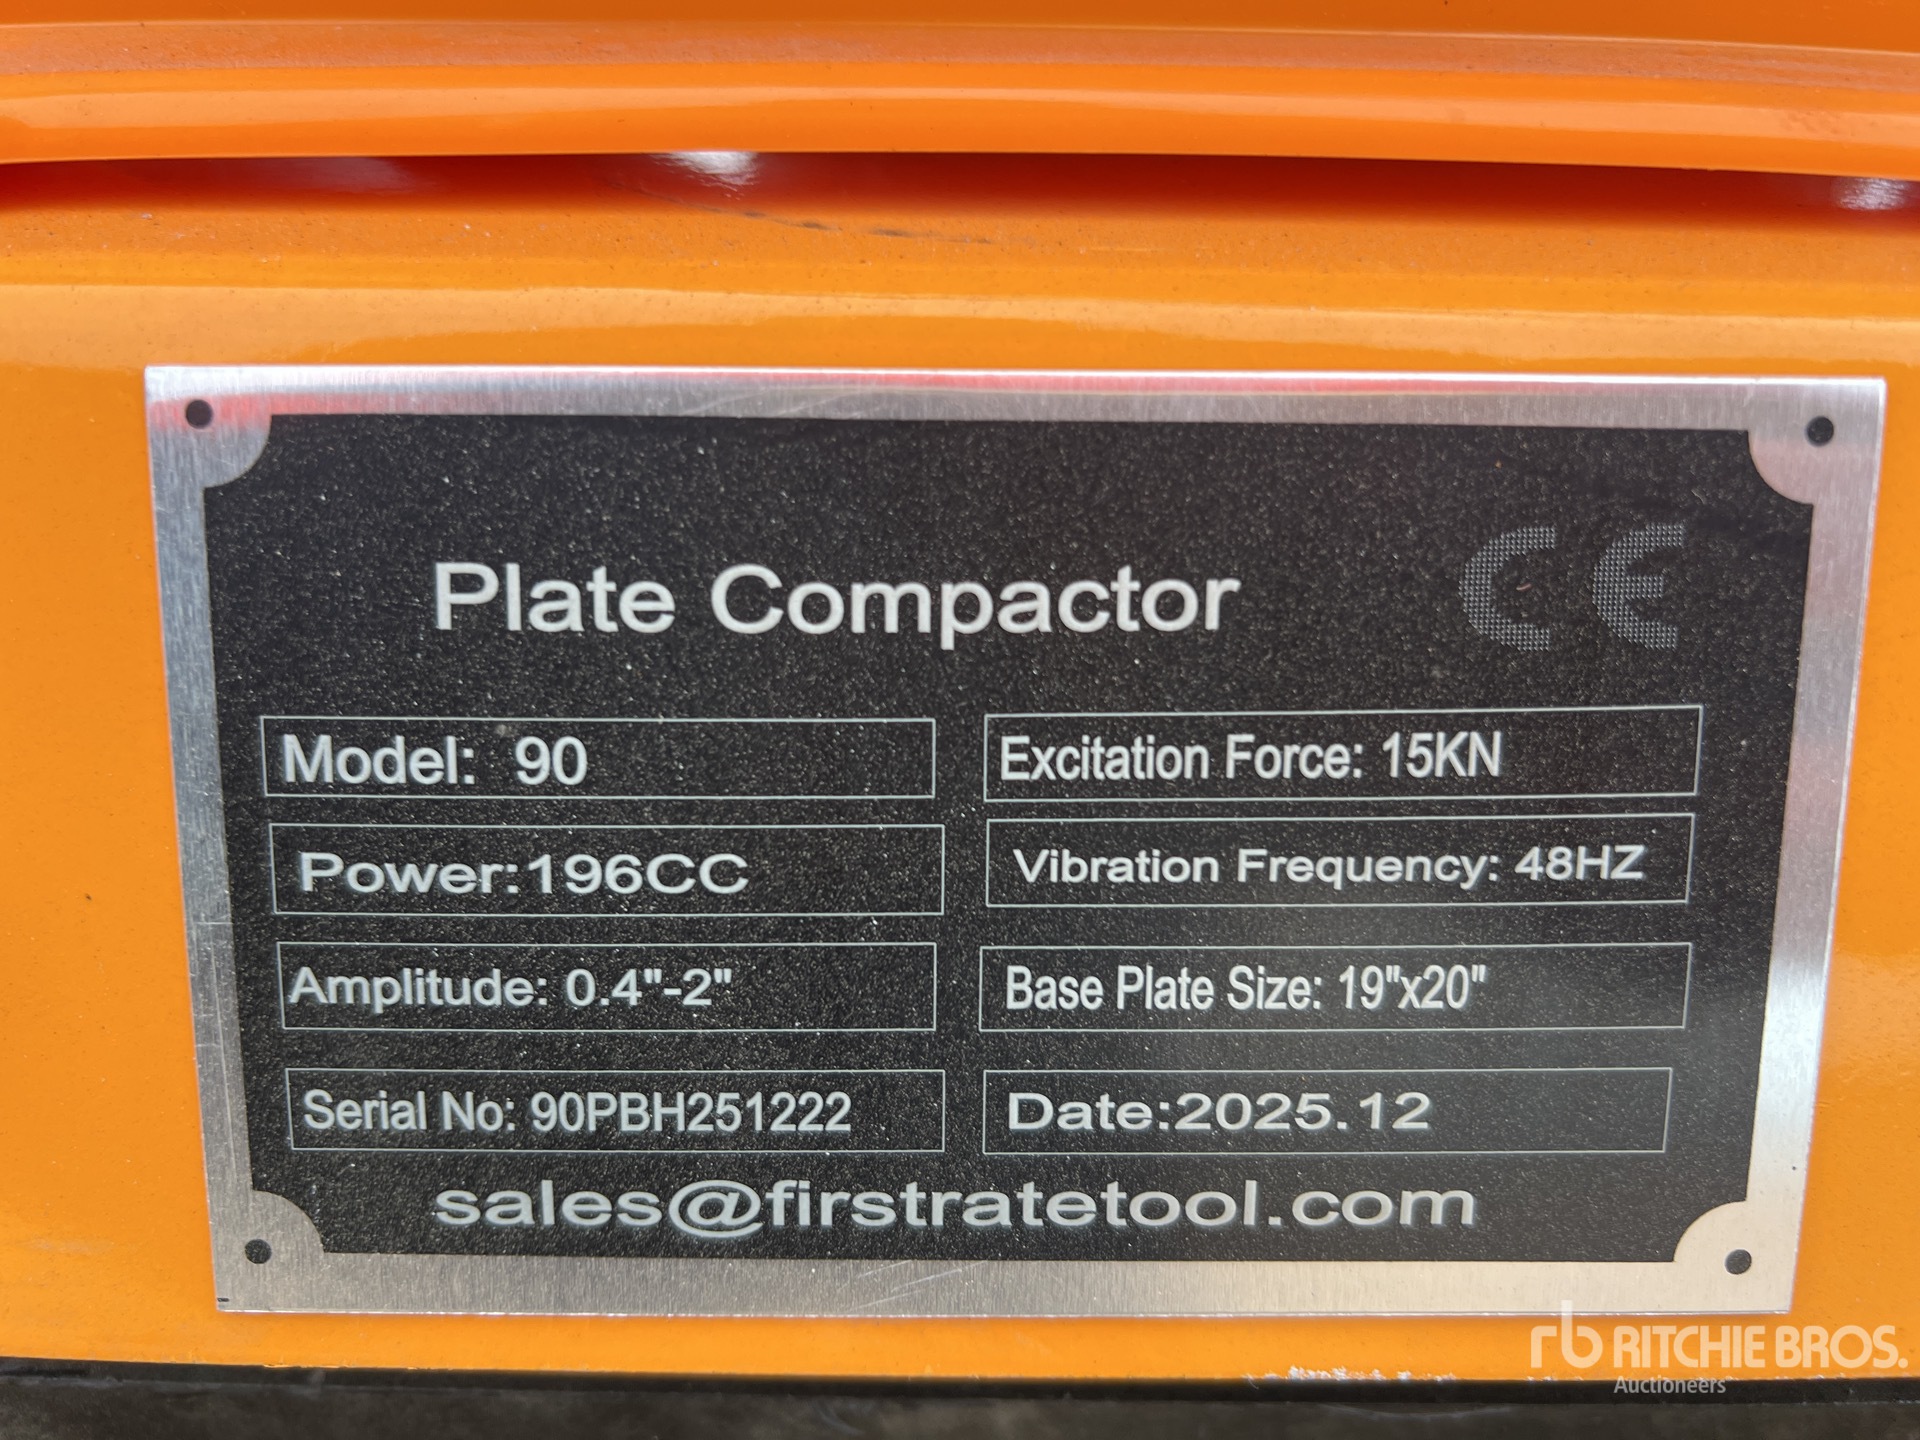 Plate Compactor CE
Model: 90
Excitation Force: 15KN
Power:196CC
Vibration Frequency: 48HZ
Amplitude: 0.4"-2"
Base Plate Size: 19"x20"
Serial No: 90PBH251222
Date:2025.12
sales@firstratetool.com
rb RITCHIE BROS.
Auctioneers